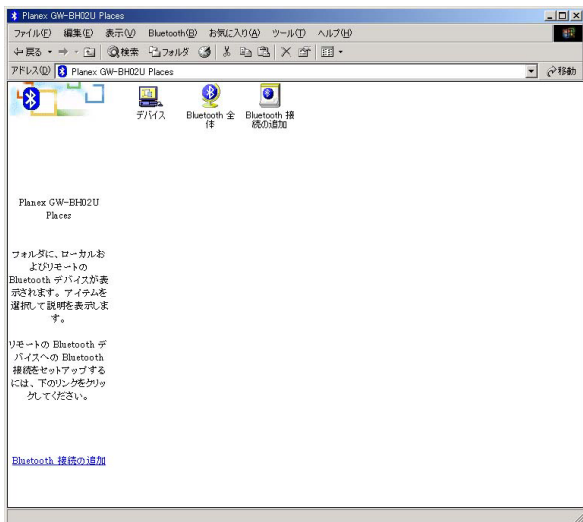 Planex GW-BH02U Places
ファイル(F) 編集(E) 表示(V) Bluetooth(B) お気に入り(A) ツール(T) ヘルプ(H)
戻る 検索 フォルダ
アドレス(D) Planex GW-BH02U Places 移動
デバイス
Bluetooth 全
体
Bluetooth 接
続の追加
Planex GW-BH02U
Places
フォルダに、ローカルお
よびリモートの
Bluetooth デバイスが表
示されます。アイテムを
選択して説明を表示しま
す。
リモートの Bluetooth デ
バイスへの Bluetooth
接続をセットアップする
には、下のリンクをクリッ
クしてください。
Bluetooth 接続の追加